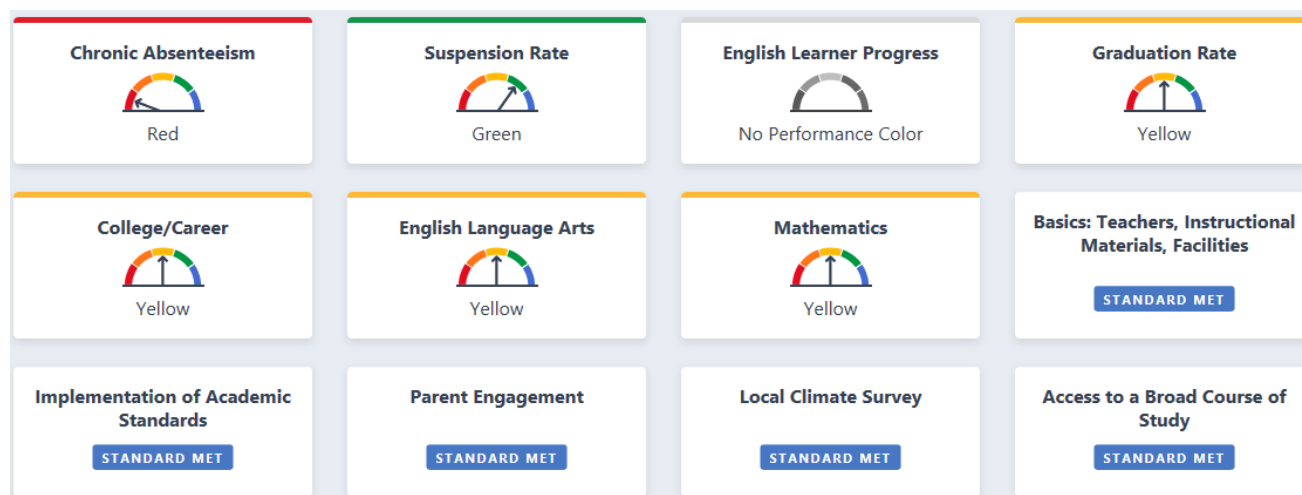 Chronic Absenteeism
Red
Suspension Rate
Green
English Learner Progress
No Performance Color
Graduation Rate
Yellow
College/Career
Yellow
English Language Arts
Yellow
Mathematics
Yellow
Basics: Teachers, Instructional
Materials, Facilities
STANDARD MET
Implementation of Academic
Standards
STANDARD MET
Parent Engagement
STANDARD MET
Local Climate Survey
STANDARD MET
Access to a Broad Course of
Study
STANDARD MET